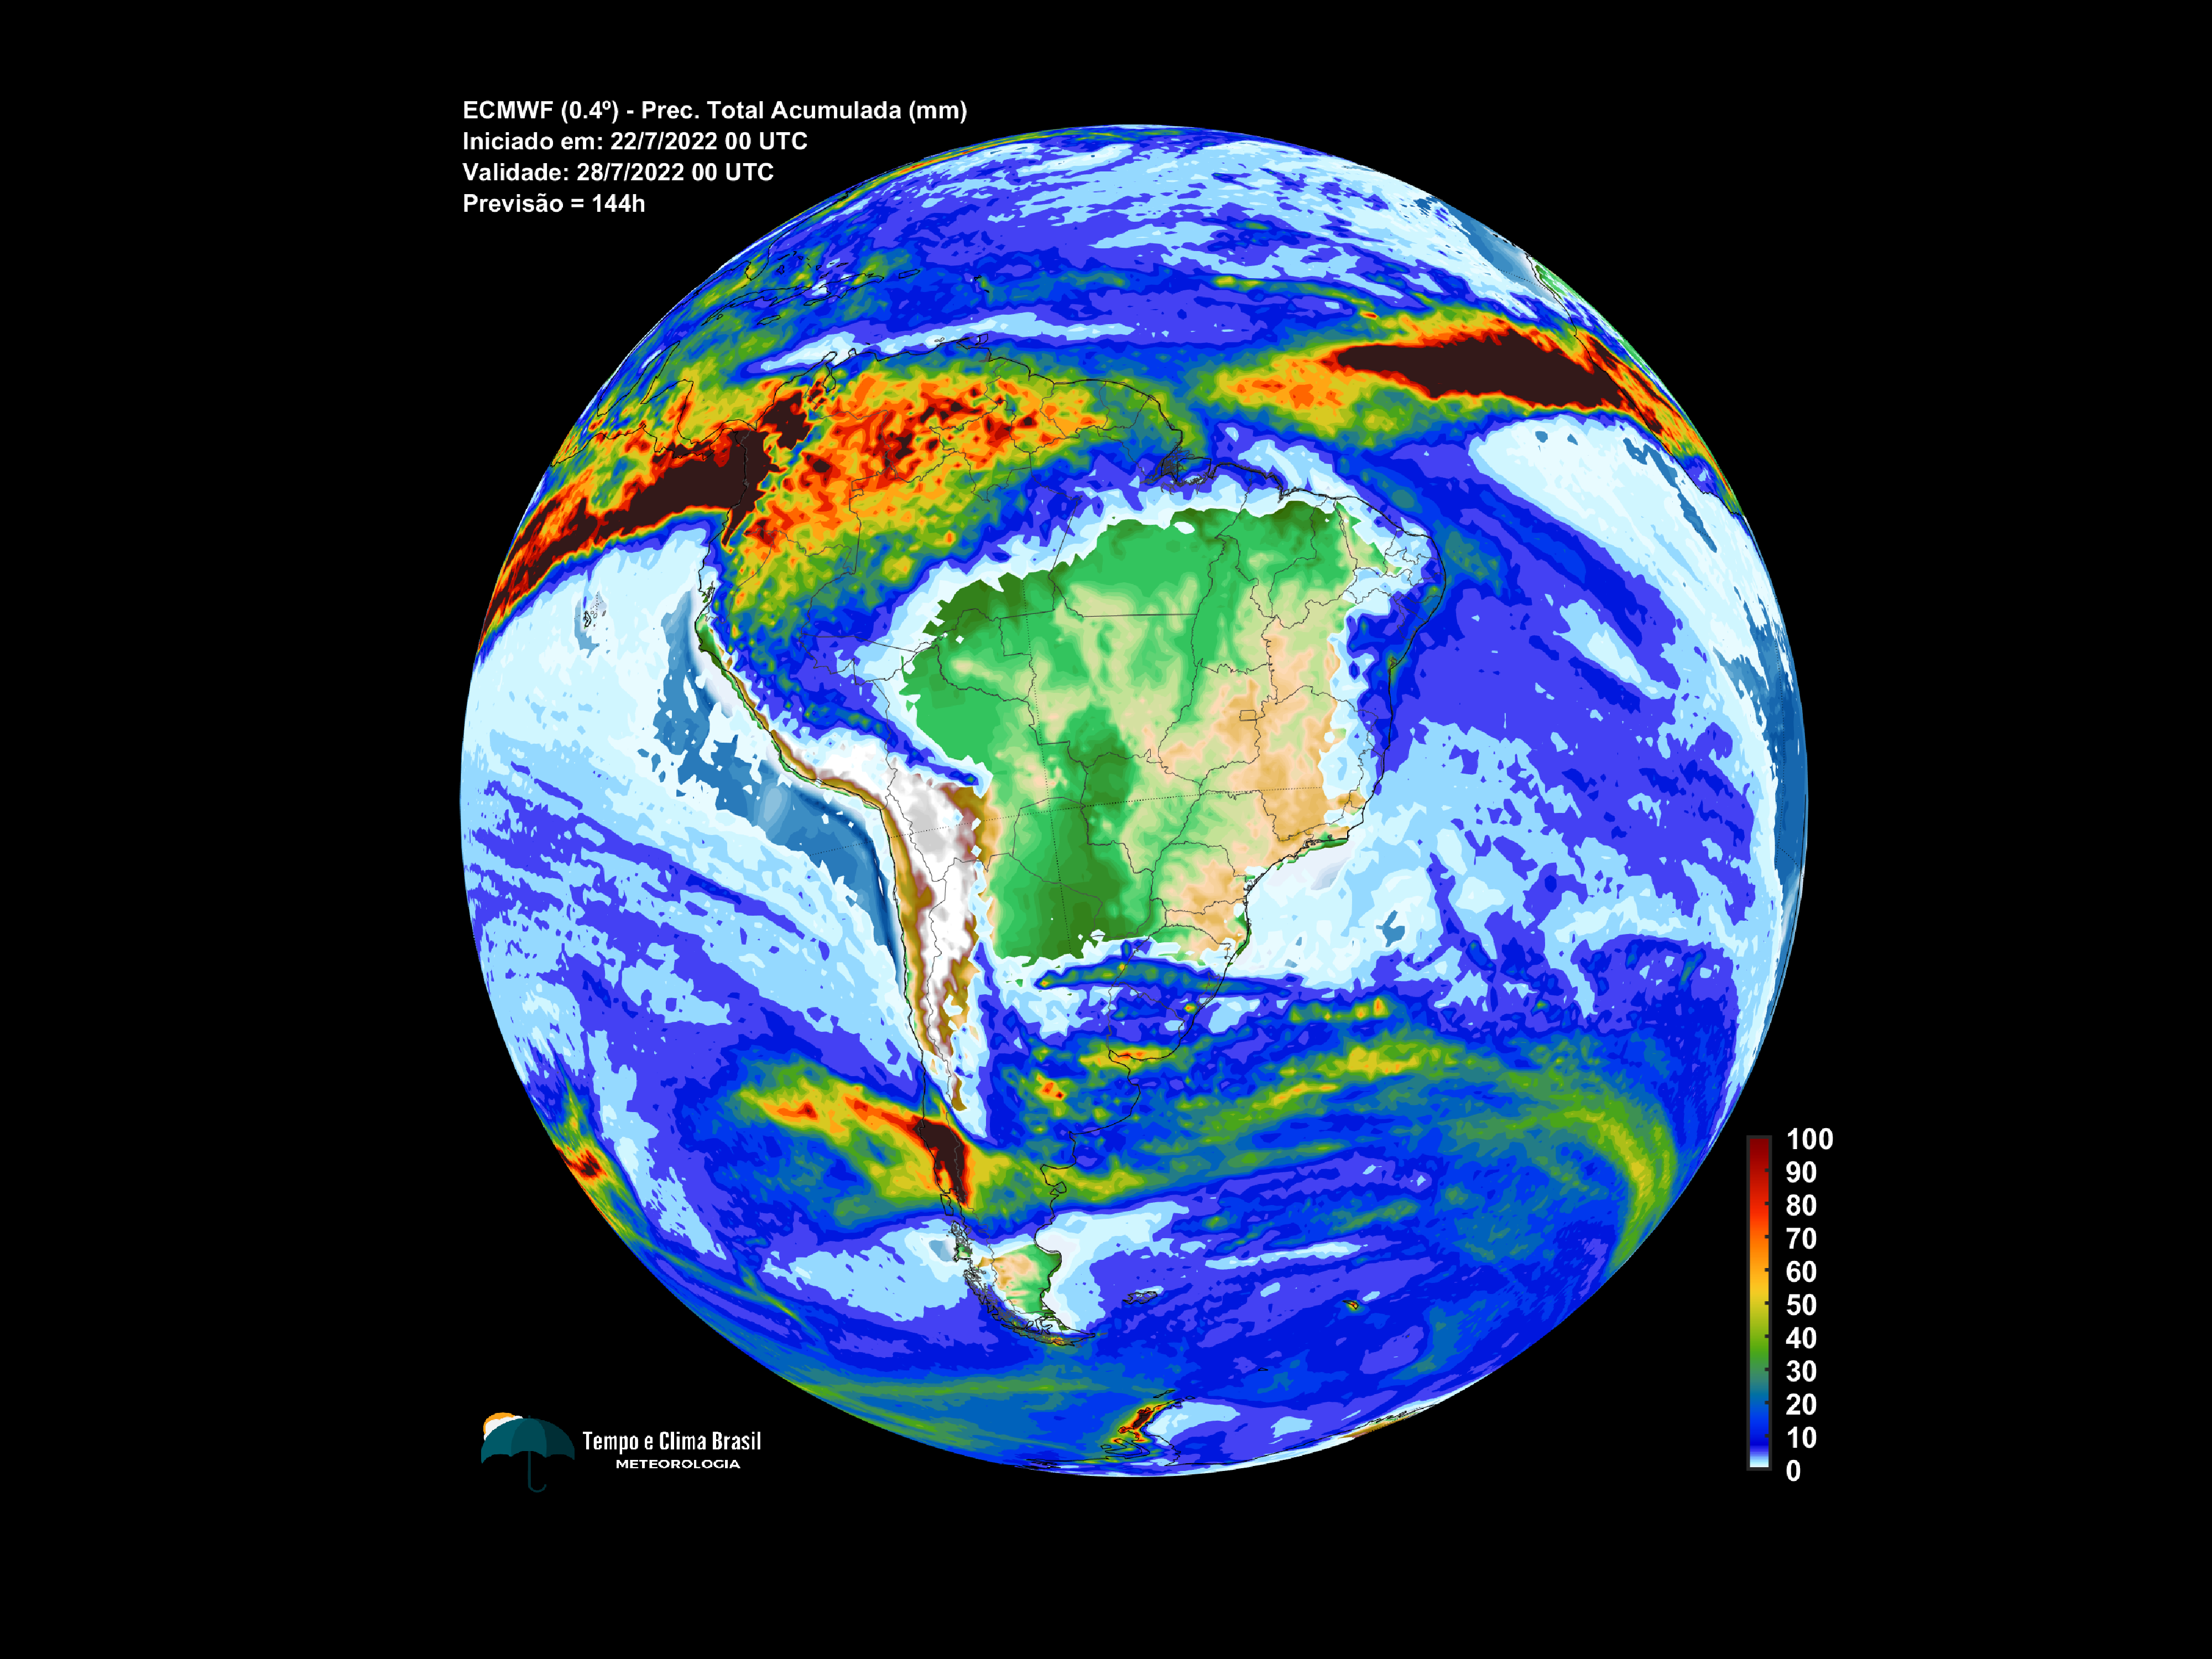 ECMWF (0.4º) - Prec. Total Acumulada (mm)
Iniciado em: 22/7/2022 00 UTC
Validade: 28/7/2022 00 UTC
Previsão = 144h
100
90
80
70
60
50
40
30
20
10
0
Tempo e Clima Brasil
METEOROLOGIA